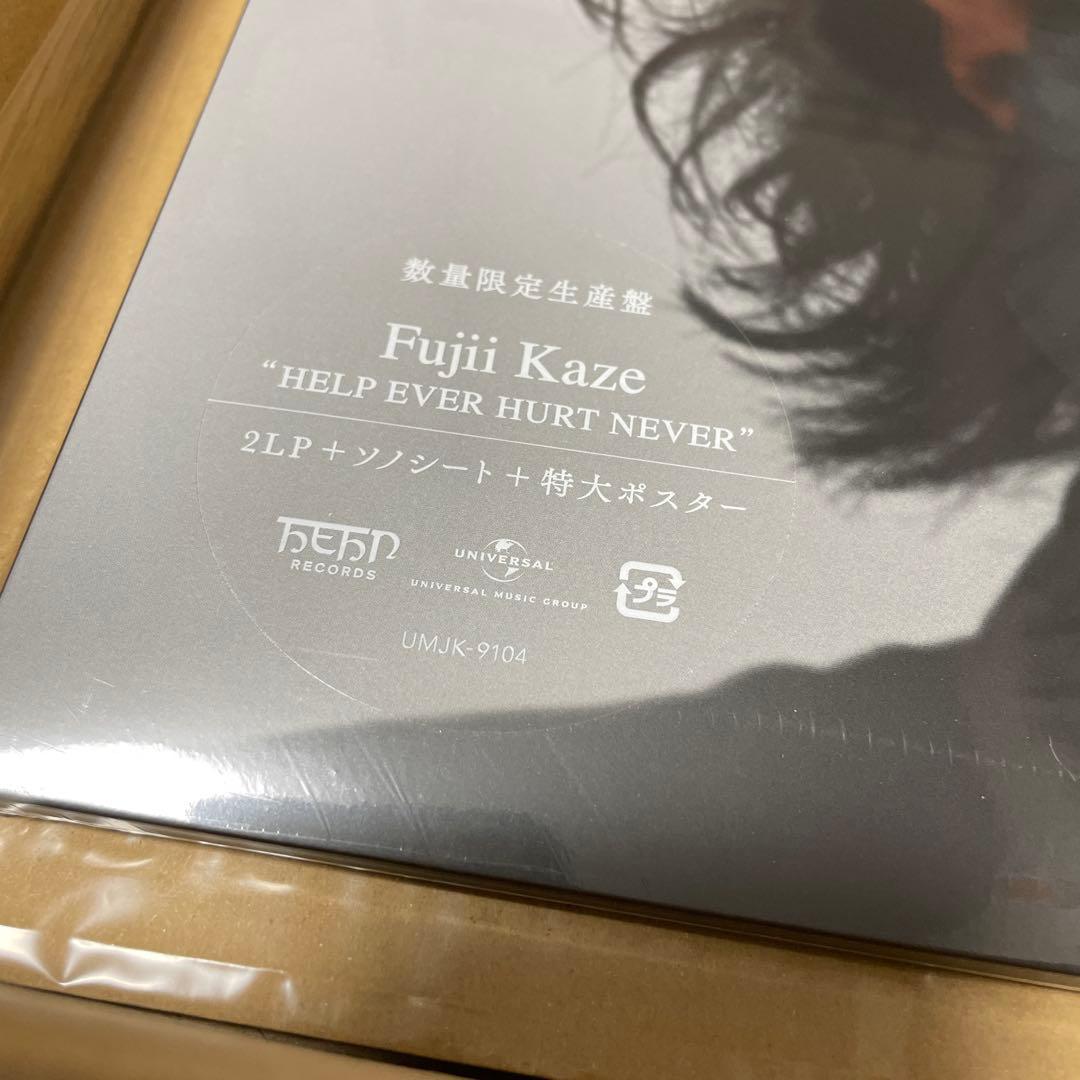 数量限定生産盤
Fujii Kaze
“HELP EVER HURT NEVER”
2LP＋ソノシート＋特大ポスター
HEHN
RECORDS
UNIVERSAL
UNIVERSAL MUSIC GROUP
プラ
UMJK-9104